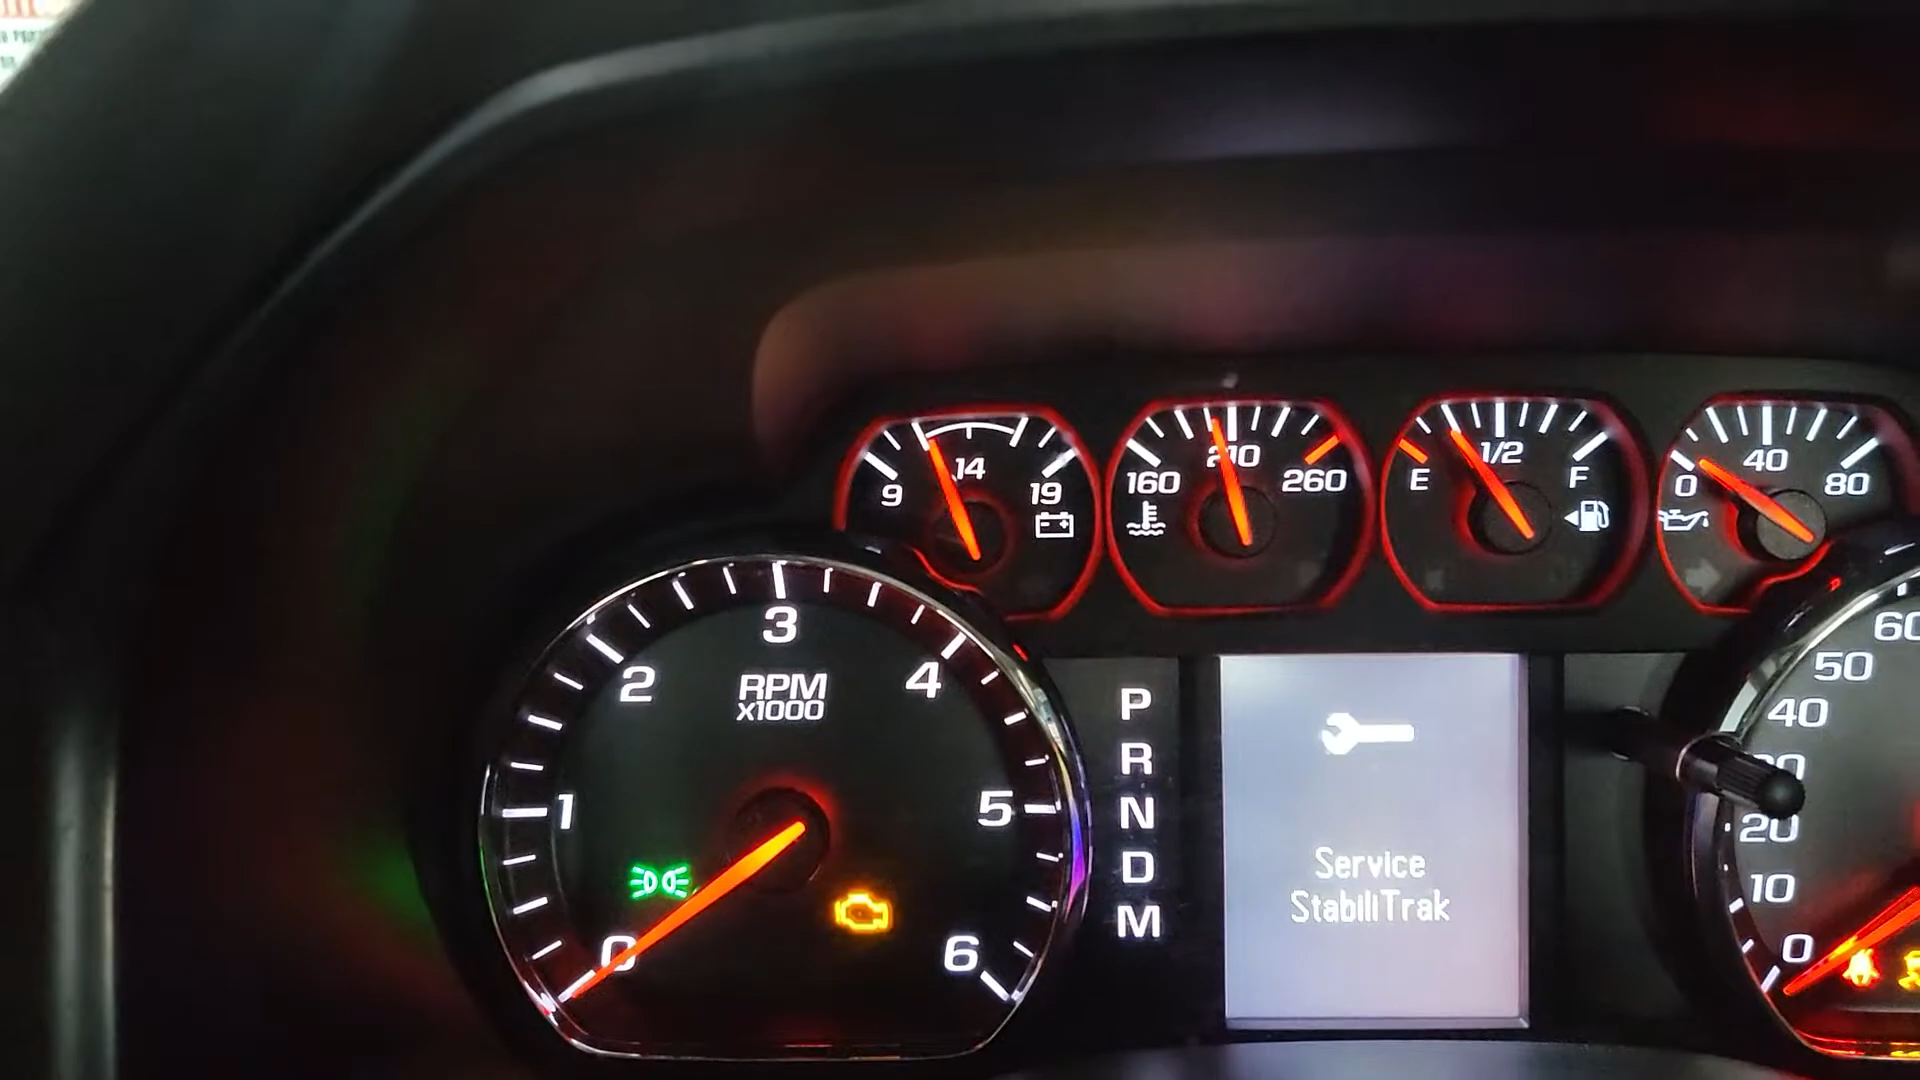 9 14 19
160 210 260
E 1/2 F
0 40 80
0 1 2 3 4 5 6
RPM
x1000
P
R
N
D
M
Service
StabiliTrak
0 10 20 40 50